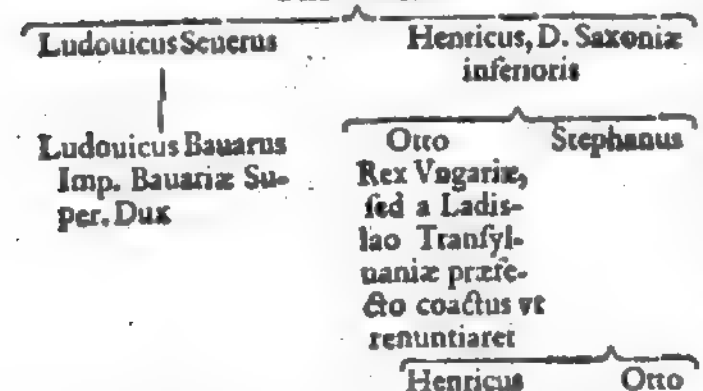 Ludouicus Seuerus
Henricus, D. Saxoniæ
inferioris
Ludouicus Bauarus
Imp. Bauariæ Su-
per. Dux
Otto
Rex Vngariæ,
ſed a Ladis-
lao Tranſyl-
uaniæ præfe-
cto coactus vt
renuntiaret
Stephanus
Henricus Otto